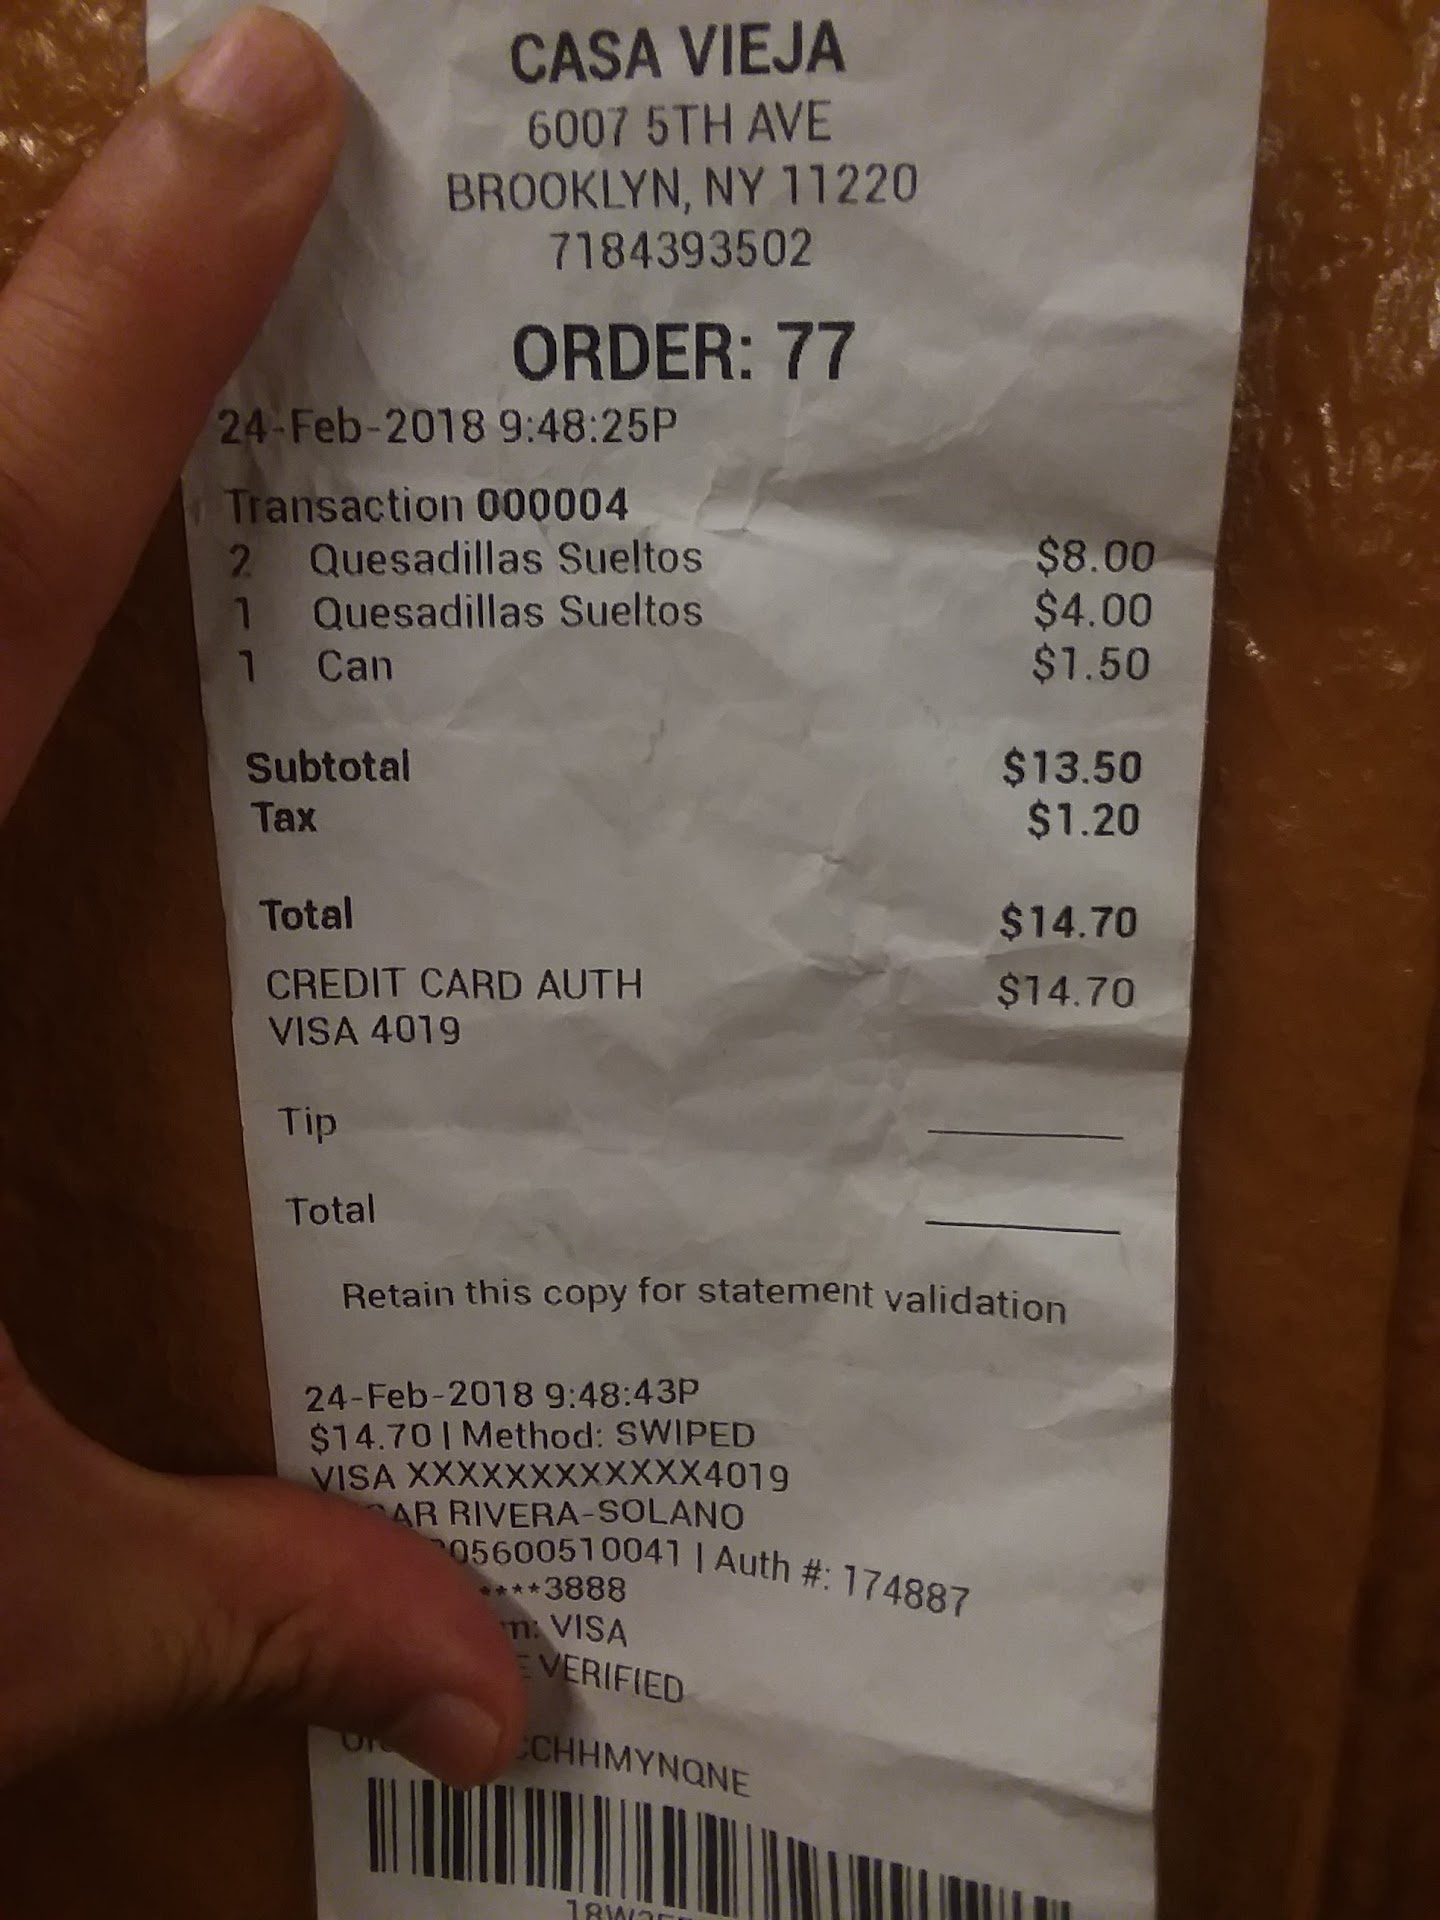 CASA VIEJA
6007 5TH AVE
BROOKLYN, NY 11220
7184393502
ORDER: 77
24-Feb-2018 9:48:25P
Transaction 000004
2 Quesadillas Sueltos $8.00
1 Quesadillas Sueltos $4.00
1 Can $1.50
Subtotal $13.50
Tax $1.20
Total $14.70
CREDIT CARD AUTH $14.70
VISA 4019
Tip
Total
Retain this copy for statement validation
24-Feb-2018 9:48:43P
$14.70 | Method: SWIPED
VISA XXXXXXXXXXXX4019
RIVERA-SOLANO
| Auth #: 174887
****3888
VISA
VERIFIED